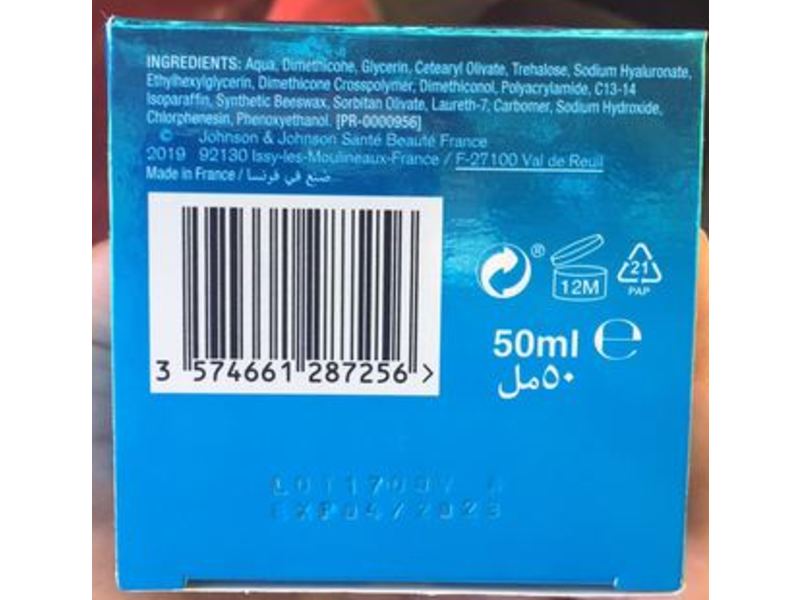 INGREDIENTS: Aqua, Dimethicone, Glycerin, Cetearyl Olivate, Trehalose, Sodium Hyaluronate,
Ethylhexylglycerin, Dimethicone Crosspolymer, Dimethiconol, Polyacrylamide, C13-14
Isoparaffin, Synthetic Beeswax, Sorbitan Olivate, Laureth-7, Carbomer, Sodium Hydroxide,
Chlorphenesin, Phenoxyethanol. [PR-0000956]
© Johnson & Johnson Santé Beauté France
2019 92130 Issy-les-Moulineaux-France / F-27100 Val de Reuil
Made in France / صنع في فرنسا
3 574661 287256 >
®
12M
21
PAP
50ml e
٥٠مل
EXP04/2023